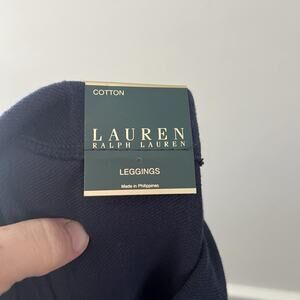 COTTON
LAUREN
RALPH LAUREN
LEGGINGS
Made in Philippines